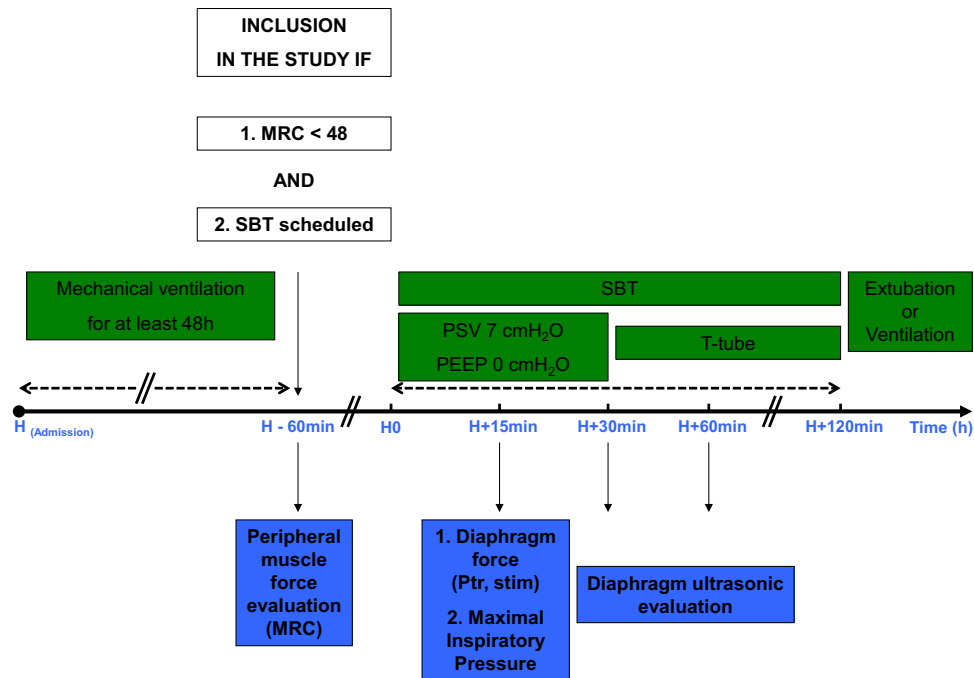 INCLUSION
IN THE STUDY IF
1. MRC < 48
AND
2. SBT scheduled
Mechanical ventilation
for at least 48h
SBT
PSV 7 cmH₂O
PEEP 0 cmH₂O
T-tube
Extubation
or
Ventilation
H (Admission)
H - 60min
H0
H+15min
H+30min
H+60min
H+120min
Time (h)
Peripheral
muscle
force
evaluation
(MRC)
1. Diaphragm
force
(Ptr, stim)
2. Maximal
Inspiratory
Pressure
Diaphragm ultrasonic
evaluation